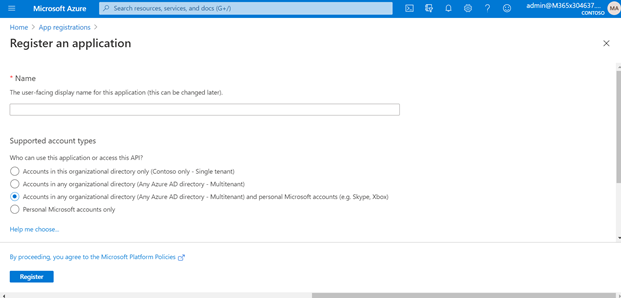 Microsoft Azure
Search resources, services, and docs (G+/)
admin@M365x304637....
CONTOSO
MA
Home > App registrations >
Register an application
* Name
The user-facing display name for this application (this can be changed later).
Supported account types
Who can use this application or access this API?
Accounts in this organizational directory only (Contoso only - Single tenant)
Accounts in any organizational directory (Any Azure AD directory - Multitenant)
Accounts in any organizational directory (Any Azure AD directory - Multitenant) and personal Microsoft accounts (e.g. Skype, Xbox)
Personal Microsoft accounts only
Help me choose...
By proceeding, you agree to the Microsoft Platform Policies
Register